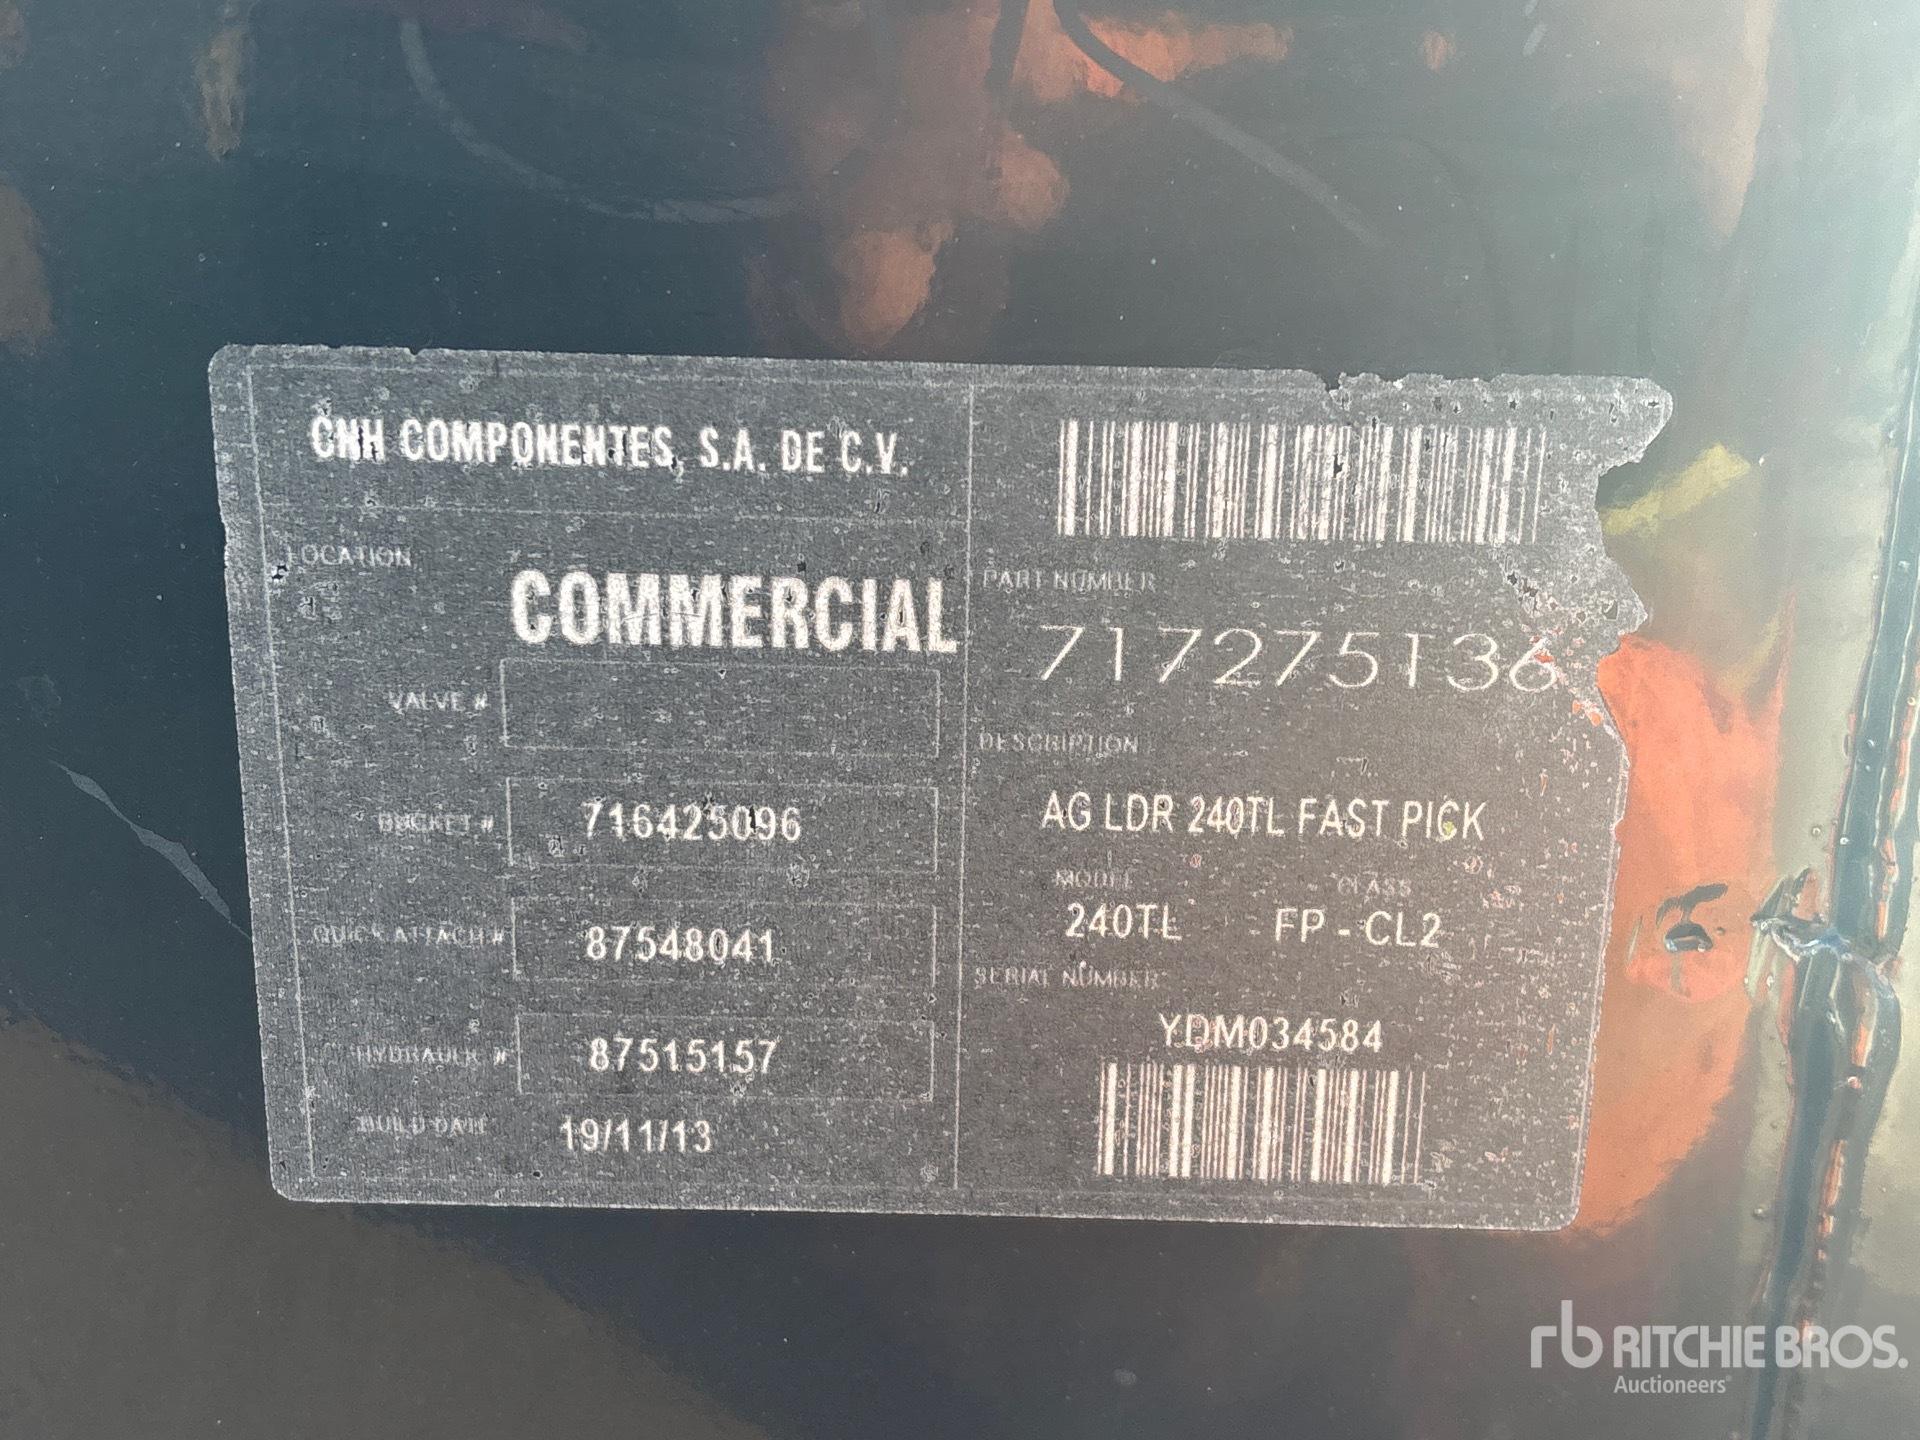 CNH COMPONENTES, S.A. DE C.V.
LOCATION
COMMERCIAL
VALVE #
BUCKET # 716425096
QUICK ATTACH # 87548041
HYDRAULIC # 87515157
BUILD DATE 19/11/13
PART NUMBER
717275136
DESCRIPTION
AG LDR 240TL FAST PICK
MODEL CLASS
240TL FP - CL2
SERIAL NUMBER
YDM034584
rb RITCHIE BROS.
Auctioneers